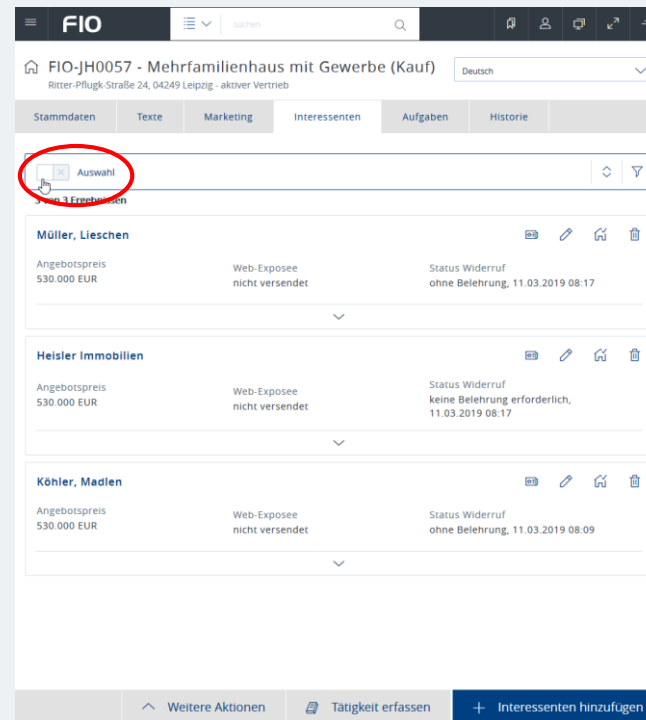 FIO
suchen
FIO-JH0057 - Mehrfamilienhaus mit Gewerbe (Kauf)
Deutsch
Ritter-Pflugk-Straße 24, 04249 Leipzig - aktiver Vertrieb
Stammdaten Texte Marketing Interessenten Aufgaben Historie
Auswahl
3 von 3 Ergebnissen
Müller, Lieschen
Angebotspreis Web-Exposee Status Widerruf
530.000 EUR nicht versendet ohne Belehrung, 11.03.2019 08:17
Heisler Immobilien
Angebotspreis Web-Exposee Status Widerruf
530.000 EUR nicht versendet keine Belehrung erforderlich,
11.03.2019 08:17
Köhler, Madlen
Angebotspreis Web-Exposee Status Widerruf
530.000 EUR nicht versendet ohne Belehrung, 11.03.2019 08:09
Weitere Aktionen Tätigkeit erfassen + Interessenten hinzufügen